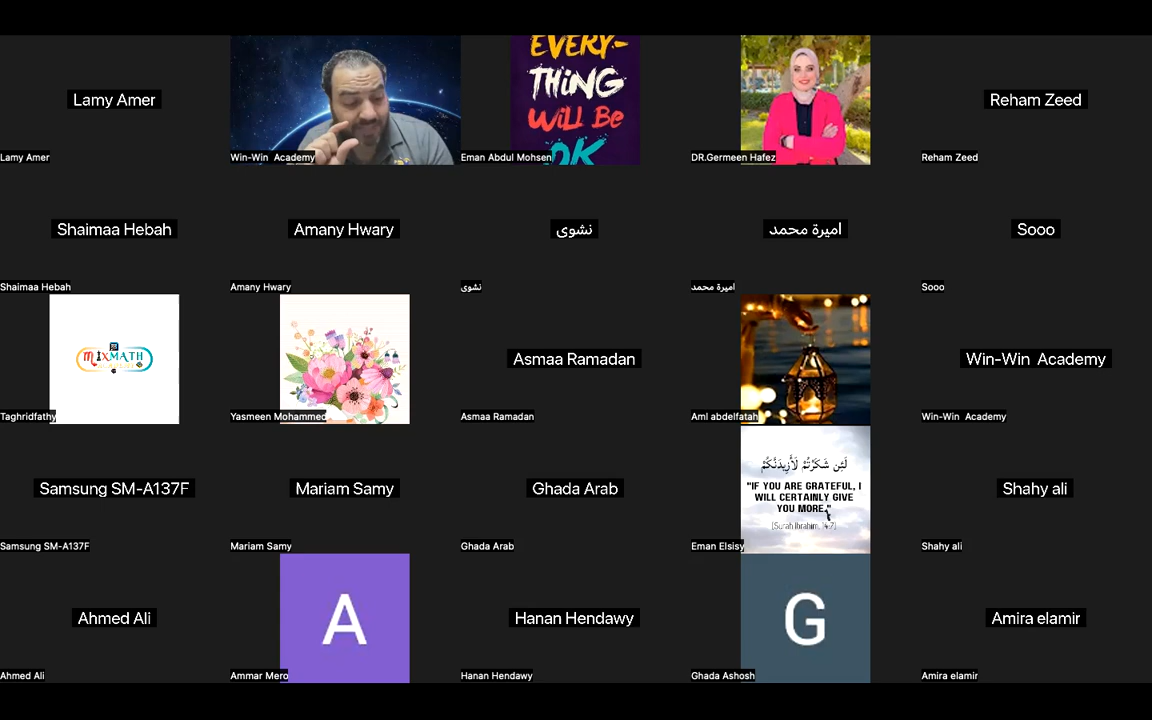 Lamy Amer
Lamy Amer
Win-Win Academy
EVERY-
THiNG
WiLL BE
OK
Eman Abdul Mohsen
DR.Germeen Hafez
Reham Zeed
Reham Zeed
Shaimaa Hebah
Shaimaa Hebah
Amany Hwary
Amany Hwary
نشوى
نشوى
اميرة محمد
اميرة محمد
Sooo
Sooo
MIXMATH
Taghridfathy
Yasmeen Mohammed
Asmaa Ramadan
Asmaa Ramadan
Aml abdelfatah
Win-Win Academy
Win-Win Academy
Samsung SM-A137F
Samsung SM-A137F
Mariam Samy
Mariam Samy
Ghada Arab
Ghada Arab
لَئِن شَكَرْتُمْ لَأَزِيدَنَّكُمْ
"IF YOU ARE GRATEFUL, I
WILL CERTAINLY GIVE
YOU MORE."
[Surah Ibrahim, 14:7]
Eman Elsisy
Shahy ali
Shahy ali
Ahmed Ali
Ahmed Ali
A
Ammar Mero
Hanan Hendawy
Hanan Hendawy
G
Ghada Ashosh
Amira elamir
Amira elamir